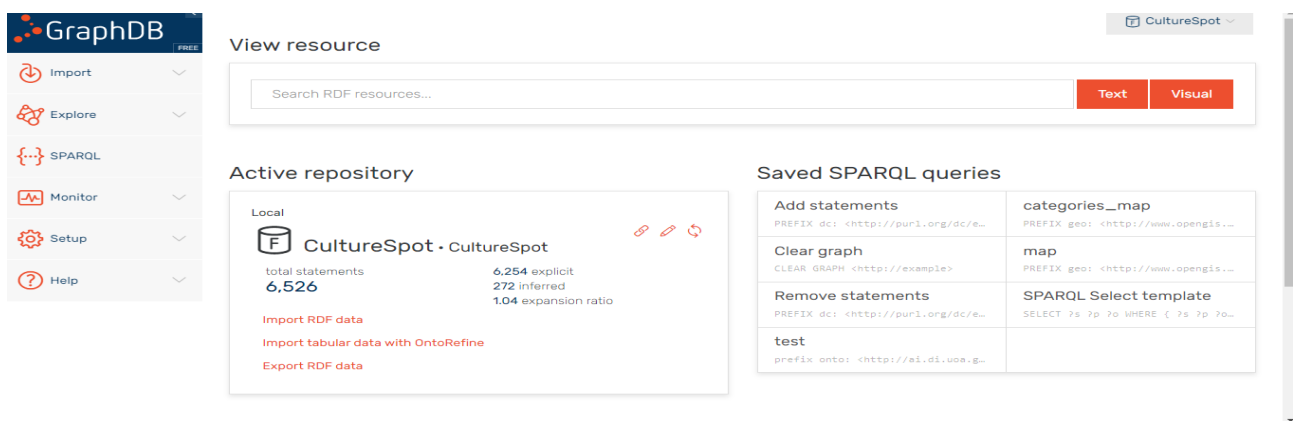 GraphDB
FREE
Import
Explore
SPARQL
Monitor
Setup
Help
CultureSpot
View resource
Search RDF resources...
Text
Visual
Active repository
Local
CultureSpot · CultureSpot
total statements
6,526
6,254 explicit
272 inferred
1.04 expansion ratio
Import RDF data
Import tabular data with OntoRefine
Export RDF data
Saved SPARQL queries
Add statements
PREFIX dc: <http://purl.org/dc/e…
categories_map
PREFIX geo: <http://www.opengis.…
Clear graph
CLEAR GRAPH <http://example>
map
PREFIX geo: <http://www.opengis.…
Remove statements
PREFIX dc: <http://purl.org/dc/e…
SPARQL Select template
SELECT ?s ?p ?o WHERE { ?s ?p ?o…
test
prefix onto: <http://ai.di.uoa.g…